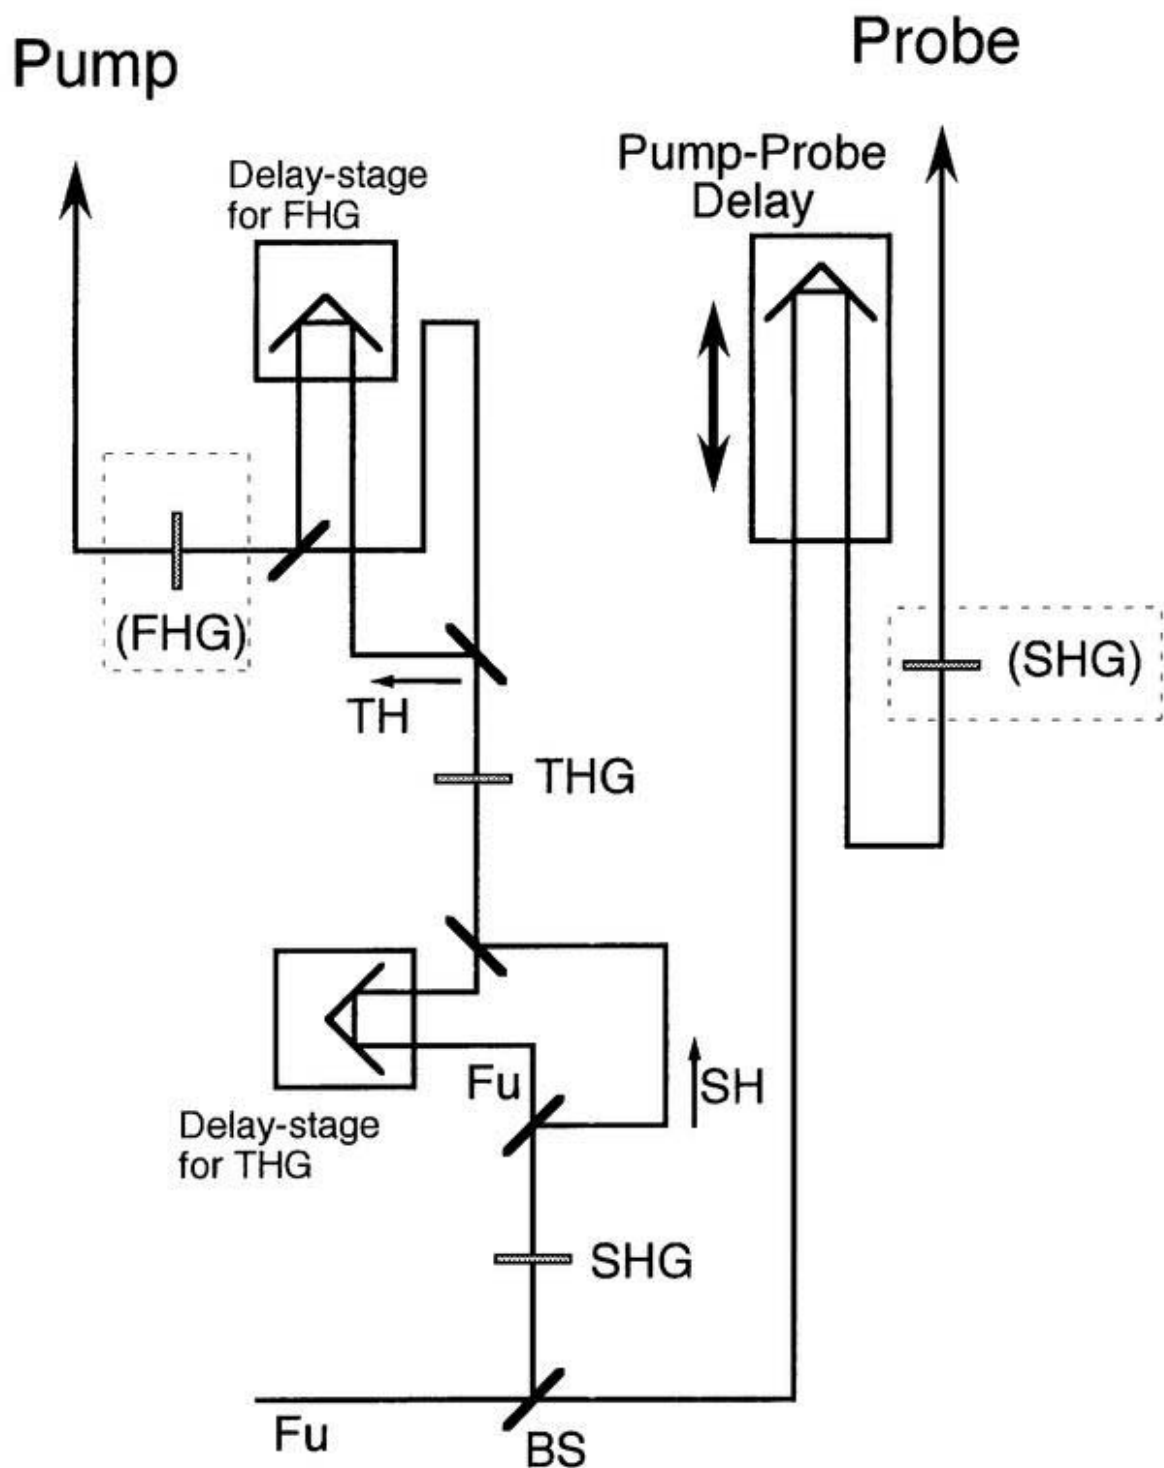 Pump
Probe
Delay-stage
for FHG
Pump-Probe
Delay
(FHG)
(SHG)
TH
THG
Fu
SH
Delay-stage
for THG
SHG
Fu
BS